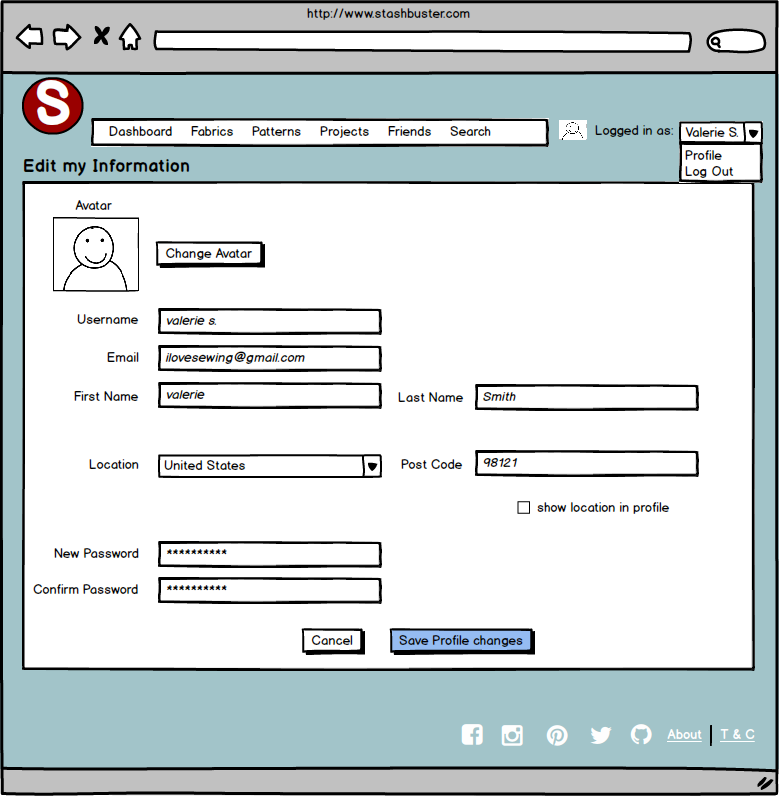 http://www.stashbuster.com
S
Dashboard Fabrics Patterns Projects Friends Search
Logged in as: Valerie S.
Profile
Log Out
Edit my Information
Avatar
Change Avatar
Username valerie s.
Email ilovesewing@gmail.com
First Name valerie Last Name Smith
Location United States Post Code 98121
show location in profile
New Password **********
Confirm Password **********
Cancel Save Profile changes
About T & C